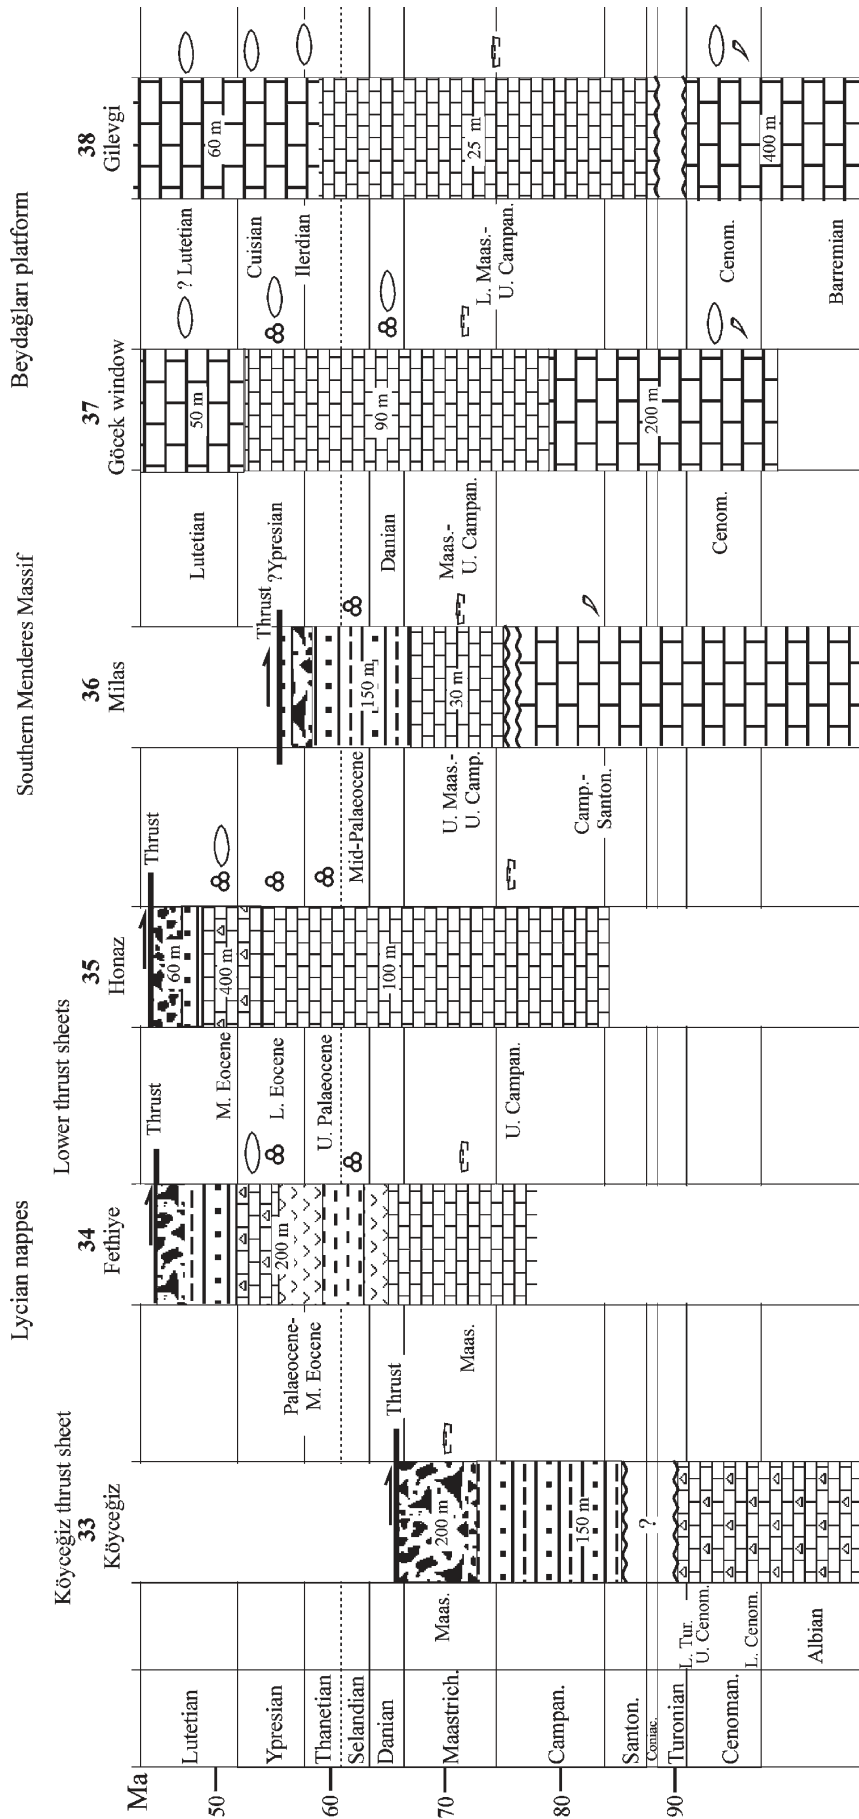 Köyceğiz thrust sheet
Lycian nappes
Lower thrust sheets
Southern Menderes Massif
Beydağları platform
33
Köyceğiz
34
Fethiye
35
Honaz
36
Milas
37
Göcek window
38
Gilevgi
Ma
50
60
70
80
90
Lutetian
Ypresian
Thanetian
Selandian
Danian
Maastrich.
Campan.
Santon.
Coniac.
Turonian
Cenoman.
Maas.
L. Tur.
U. Cenom.
L. Cenom.
Albian
200 m
150 m
?
Thrust
Maas.
Palaeocene-
M. Eocene
200 m
Thrust
M. Eocene
L. Eocene
U. Palaeocene
U. Campan.
60 m
400 m
100 m
Thrust
Mid-Palaeocene
U. Maas.-
U. Camp.
Camp.-
Santon.
150 m
30 m
Thrust
?Ypresian
Lutetian
Danian
Maas.-
U. Campan.
Cenom.
50 m
90 m
200 m
? Lutetian
Cuisian
Ilerdian
L. Maas.-
U. Campan.
Cenom.
Barremian
60 m
25 m
400 m